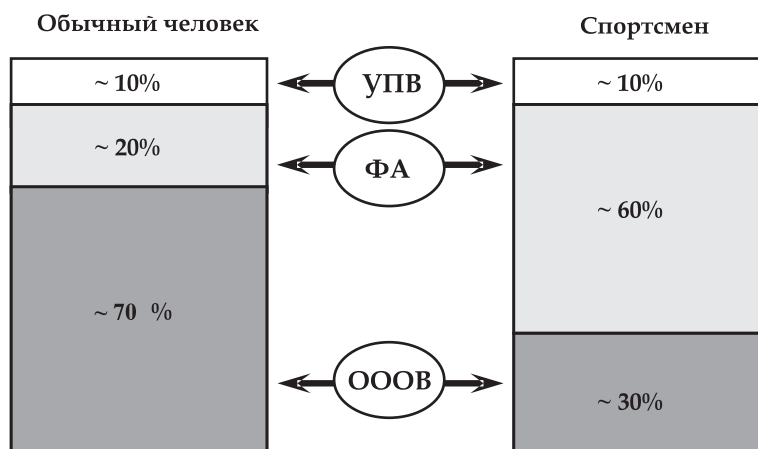 Обычный человек
Спортсмен
~ 10%
УПВ
~ 10%
~ 20%
ФА
~ 60%
~ 70 %
ОООВ
~ 30%